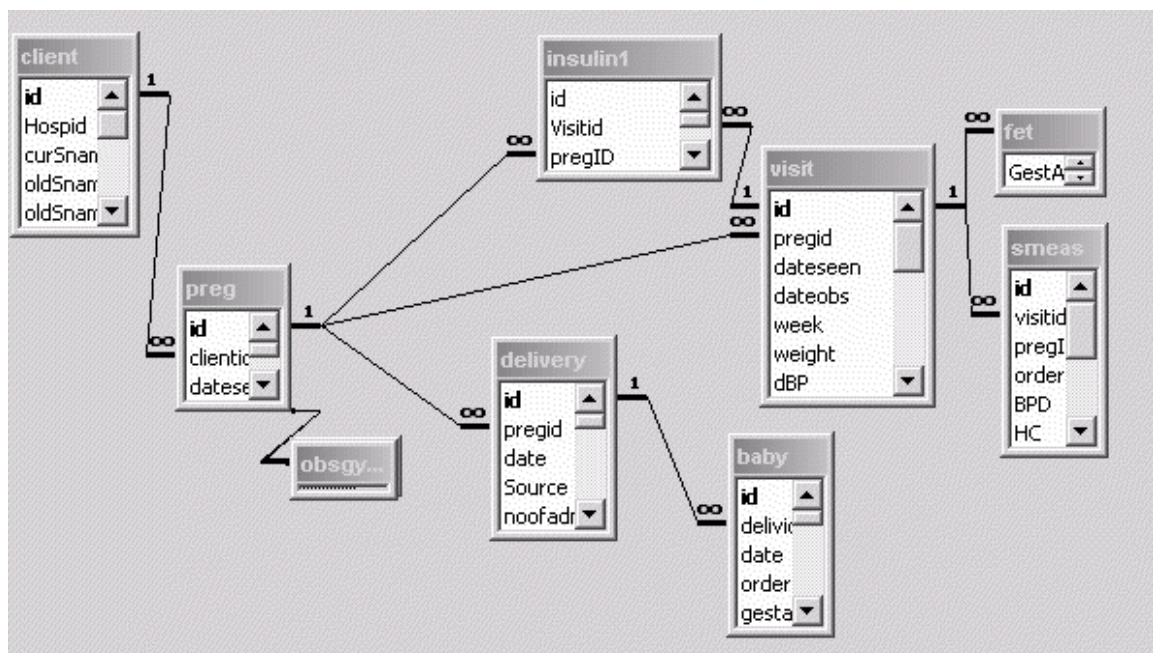 client
id
Hospid
curSnam
oldSnam
oldSnam
1
∞
preg
id
clientic
datese
1
obsgy...
insulin1
id
Visitid
pregID
∞
∞
visit
id
pregid
dateseen
dateobs
week
weight
dBP
1
∞
1
delivery
id
pregid
date
Source
noofadr
∞
1
baby
id
delivic
date
order
gesta
∞
fet
GestA
∞
smeas
id
visitid
pregI
order
BPD
HC
∞